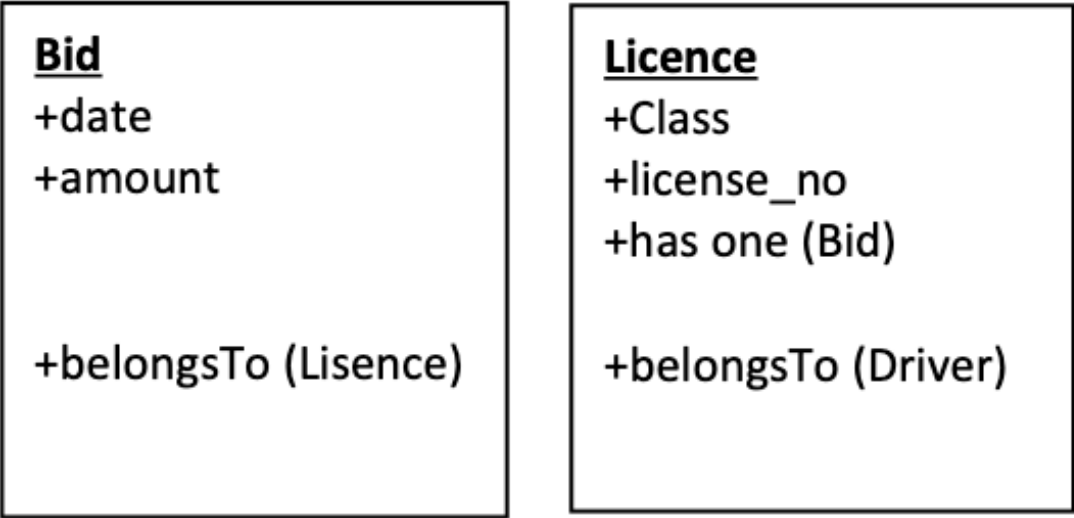 Bid
+date
+amount
+belongsTo (Lisence)
Licence
+Class
+license_no
+has one (Bid)
+belongsTo (Driver)